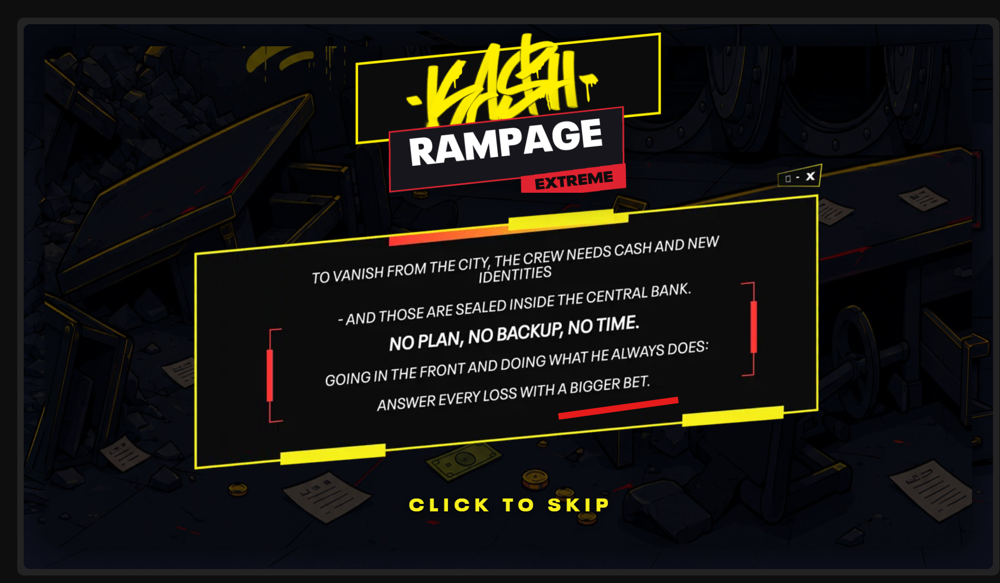 KASH
RAMPAGE
EXTREME
- X
TO VANISH FROM THE CITY, THE CREW NEEDS CASH AND NEW
IDENTITIES
- AND THOSE ARE SEALED INSIDE THE CENTRAL BANK.
NO PLAN, NO BACKUP, NO TIME.
GOING IN THE FRONT AND DOING WHAT HE ALWAYS DOES:
ANSWER EVERY LOSS WITH A BIGGER BET.
CLICK TO SKIP